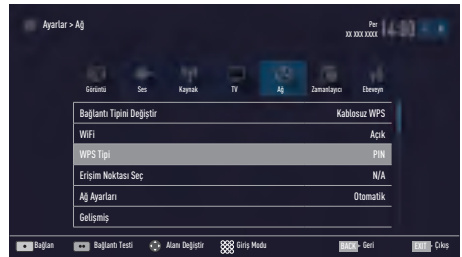 Ayarlar > Ağ
Per
XX XXX XXXX
Görüntü Ses Kaynak TV Ağ Zamanlayıcı Ebeveyn
Bağlantı Tipini Değiştir Kablosuz WPS
WiFi Açık
WPS Tipi PIN
Erişim Noktası Seç N/A
Ağ Ayarları Otomatik
Gelişmiş
Bağlan Bağlantı Testi Alanı Değiştir Giriş Modu BACK - Geri EXIT - Çıkış